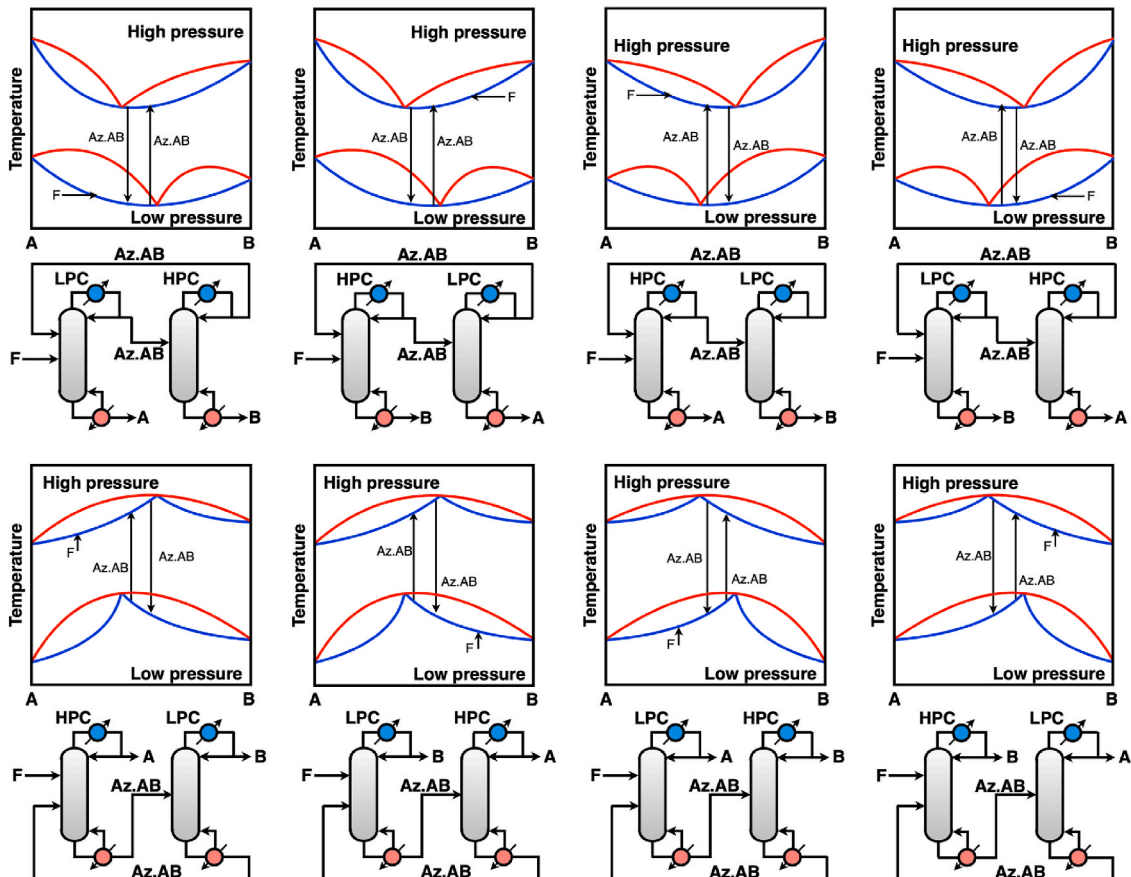 High pressure
F
Az.AB
Az.AB
Low pressure
Temperature
A
B
High pressure
F
Az.AB
Az.AB
Low pressure
Temperature
A
B
High pressure
F
Az.AB
Az.AB
Low pressure
Temperature
A
B
High pressure
Az.AB
Az.AB
F
Low pressure
Temperature
A
B
Az.AB
LPC
HPC
F
Az.AB
A
B
Az.AB
HPC
LPC
F
Az.AB
B
A
Az.AB
HPC
LPC
F
Az.AB
A
B
Az.AB
LPC
HPC
F
Az.AB
B
A
High pressure
F
Az.AB
Az.AB
Low pressure
Temperature
A
B
High pressure
Az.AB
Az.AB
F
Low pressure
Temperature
A
B
High pressure
Az.AB
Az.AB
F
Low pressure
Temperature
A
B
High pressure
F
Az.AB
Az.AB
Low pressure
Temperature
A
B
HPC
LPC
A
B
F
Az.AB
Az.AB
LPC
HPC
B
A
F
Az.AB
Az.AB
LPC
HPC
A
B
F
Az.AB
Az.AB
HPC
LPC
B
A
F
Az.AB
Az.AB